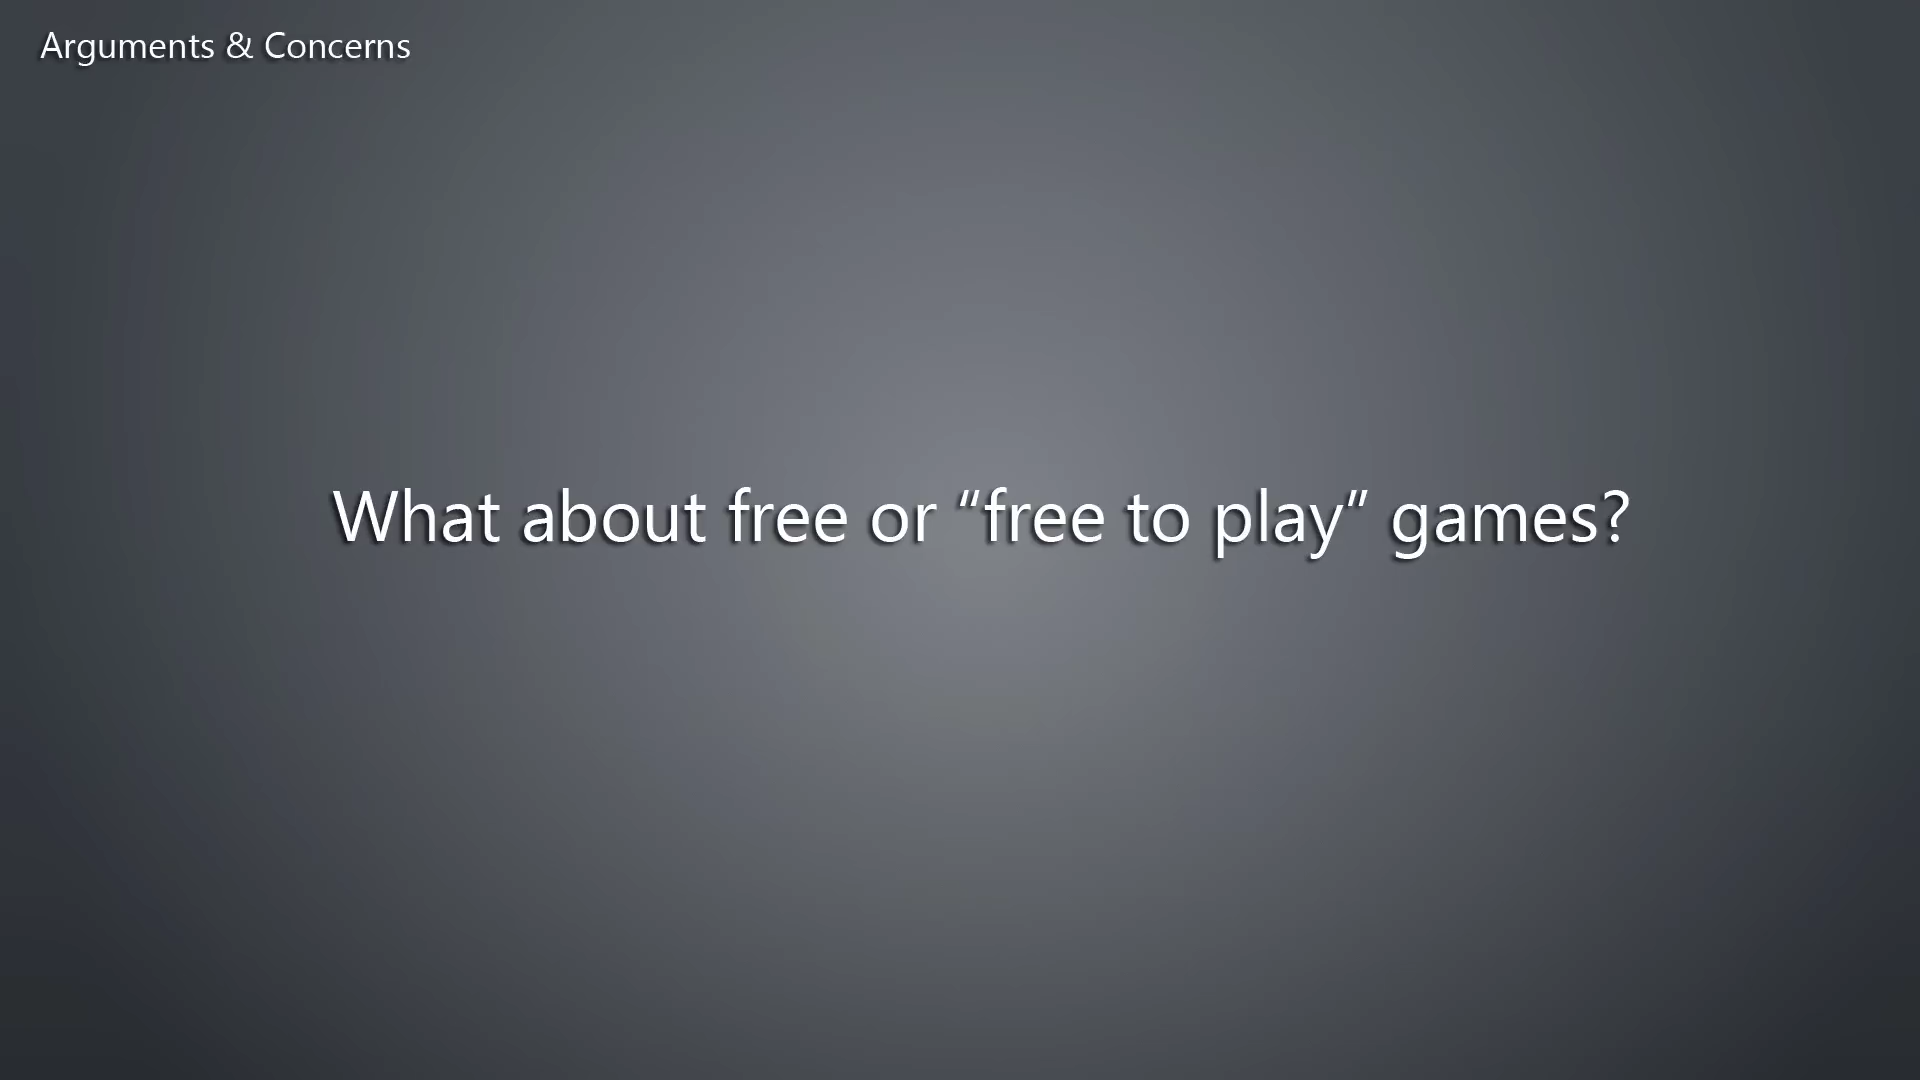 Arguments & Concerns
What about free or “free to play” games?